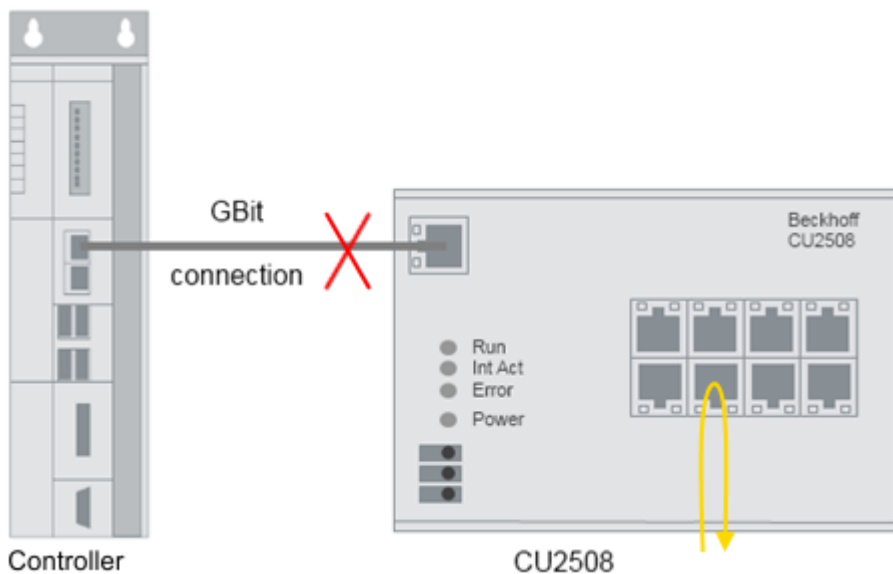 GBit
connection
Beckhoff
CU2508
Run
Int Act
Error
Power
Controller
CU2508